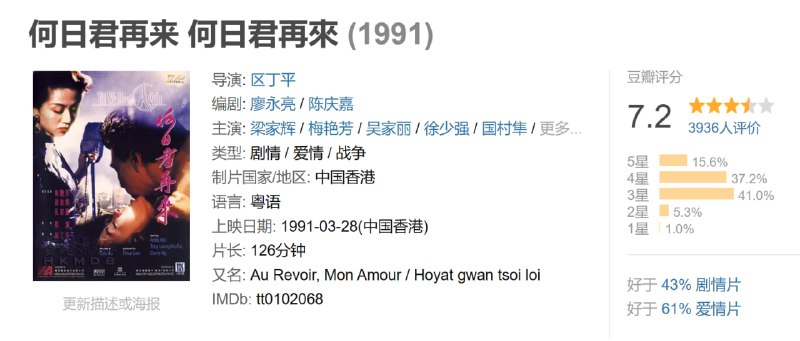 何日君再来 何日君再來 (1991)
导演: 区丁平
编剧: 廖永亮 / 陈庆嘉
主演: 梁家辉 / 梅艳芳 / 吴家丽 / 徐少强 / 国村隼 / 更多...
类型: 剧情 / 爱情 / 战争
制片国家/地区: 中国香港
语言: 粤语
上映日期: 1991-03-28(中国香港)
片长: 126分钟
又名: Au Revoir, Mon Amour / Hoyat gwan tsoi loi
IMDb: tt0102068
何日君再來
HKMDB
更新描述或海报
豆瓣评分
7.2
3936人评价
5星 15.6%
4星 37.2%
3星 41.0%
2星 5.3%
1星 1.0%
好于 43% 剧情片
好于 61% 爱情片